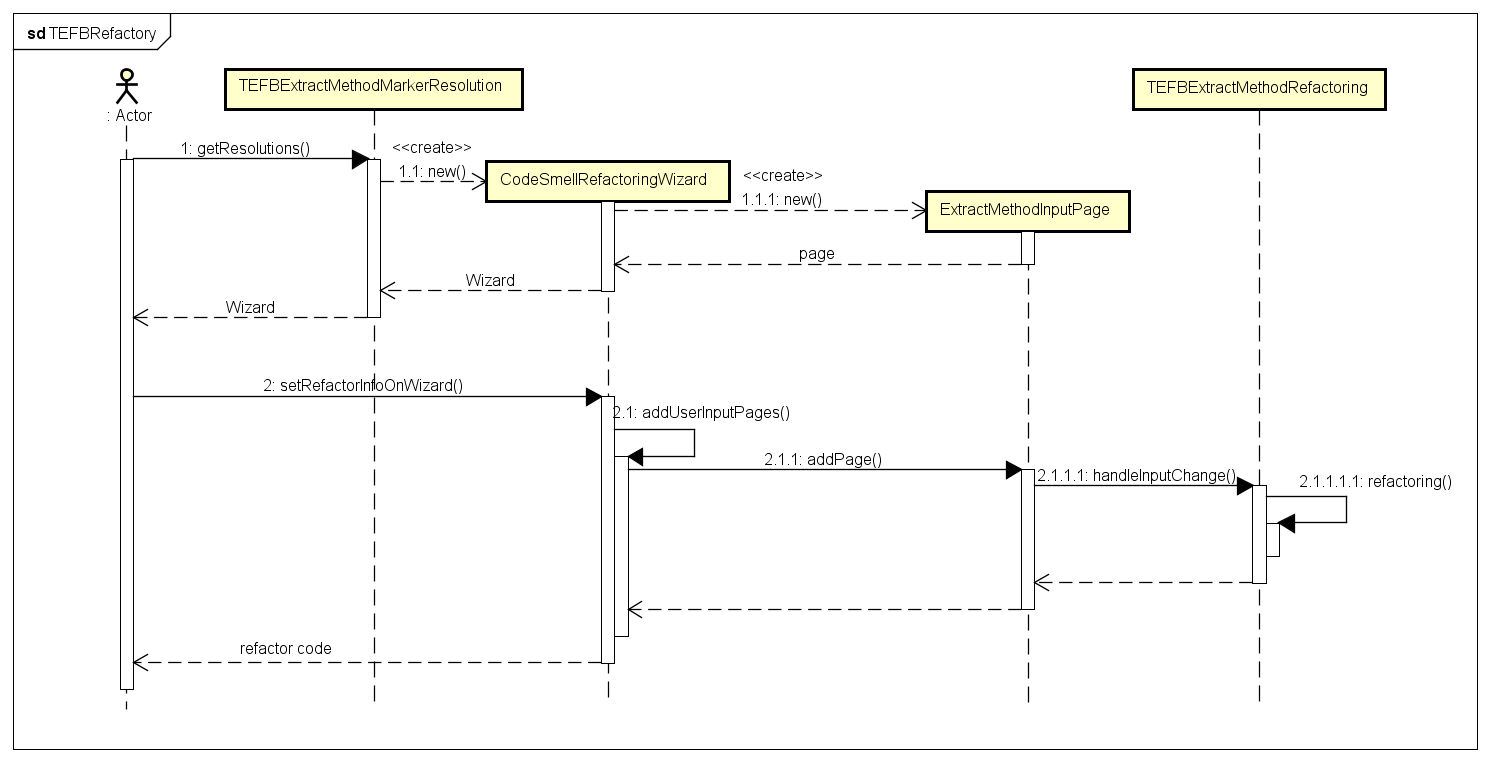 sd TEFBRefactory
: Actor
TEFBExtractMethodMarkerResolution
TEFBExtractMethodRefactoring
1: getResolutions()
<<create>>
1.1: new()
CodeSmellRefactoringWizard
<<create>>
1.1.1: new()
ExtractMethodInputPage
page
Wizard
Wizard
2: setRefactorInfoOnWizard()
2.1: addUserInputPages()
2.1.1: addPage()
2.1.1.1: handleInputChange()
2.1.1.1.1: refactoring()
refactor code